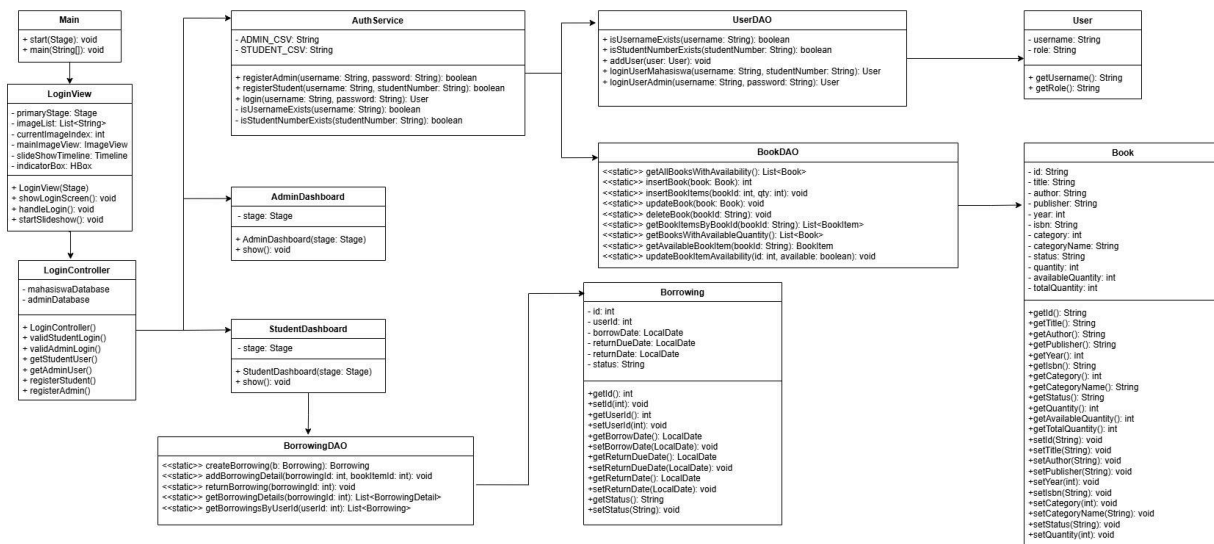 Main
+ start(Stage): void
+ main(String[]): void
LoginView
- primaryStage: Stage
- imageList: List<String>
- currentImageIndex: int
- mainImageView: ImageView
- slideShowTimeline: Timeline
- indicatorBox: HBox
+ LoginView(Stage)
+ showLoginScreen(): void
+ handleLogin(): void
+ startSlideshow(): void
LoginController
- mahasiswaDatabase
- adminDatabase
+ LoginController()
+ validStudentLogin()
+ validAdminLogin()
+ getStudentUser()
+ getAdminUser()
+ registerStudent()
+ registerAdmin()
AuthService
- ADMIN_CSV: String
- STUDENT_CSV: String
+ registerAdmin(username: String, password: String): boolean
+ registerStudent(username: String, studentNumber: String): boolean
+ login(username: String, password: String): User
- isUsernameExists(username: String): boolean
- isStudentNumberExists(studentNumber: String): boolean
AdminDashboard
- stage: Stage
+ AdminDashboard(stage: Stage)
+ show(): void
StudentDashboard
- stage: Stage
+ StudentDashboard(stage: Stage)
+ show(): void
BorrowingDAO
<<static>> createBorrowing(b: Borrowing): Borrowing
<<static>> addBorrowingDetail(borrowingId: int, bookItemId: int): void
<<static>> returnBorrowing(borrowingId: int): void
<<static>> getBorrowingDetails(borrowingId: int): List<BorrowingDetail>
<<static>> getBorrowingsByUserId(userId: int): List<Borrowing>
UserDAO
+ isUsernameExists(username: String): boolean
+ isStudentNumberExists(studentNumber: String): boolean
+ addUser(user: User): void
+ loginUserMahasiswa(username: String, studentNumber: String): User
+ loginUserAdmin(username: String, password: String): User
BookDAO
<<static>> getAllBooksWithAvailability(): List<Book>
<<static>> insertBook(book: Book): int
<<static>> insertBookItems(bookId: int, qty: int): void
<<static>> updateBook(book: Book): void
<<static>> deleteBook(bookId: String): void
<<static>> getBookItemsByBookId(bookId: String): List<BookItem>
<<static>> getBooksWithAvailableQuantity(): List<Book>
<<static>> getAvailableBookItem(bookId: String): BookItem
<<static>> updateBookItemAvailability(id: int, available: boolean): void
Borrowing
- id: int
- userId: int
- borrowDate: LocalDate
- returnDueDate: LocalDate
- returnDate: LocalDate
- status: String
+getId(): int
+setId(int): void
+getUserId(): int
+setUserId(int): void
+getBorrowDate(): LocalDate
+setBorrowDate(LocalDate): void
+getReturnDueDate(): LocalDate
+setReturnDueDate(LocalDate): void
+getReturnDate(): LocalDate
+setReturnDate(LocalDate): void
+getStatus(): String
+setStatus(String): void
User
- username: String
- role: String
+ getUsername(): String
+ getRole(): String
Book
- id: String
- title: String
- author: String
- publisher: String
- year: int
- isbn: String
- category: int
- categoryName: String
- status: String
- quantity: int
- availableQuantity: int
- totalQuantity: int
+getId(): String
+getTitle(): String
+getAuthor(): String
+getPublisher(): String
+getYear(): int
+getIsbn(): String
+getCategory(): int
+getCategoryName(): String
+getStatus(): String
+getQuantity(): int
+getAvailableQuantity(): int
+getTotalQuantity(): int
+setId(String): void
+setTitle(String): void
+setAuthor(String): void
+setPublisher(String): void
+setYear(int): void
+setIsbn(String): void
+setCategory(int): void
+setCategoryName(String): void
+setStatus(String): void
+setQuantity(int): void